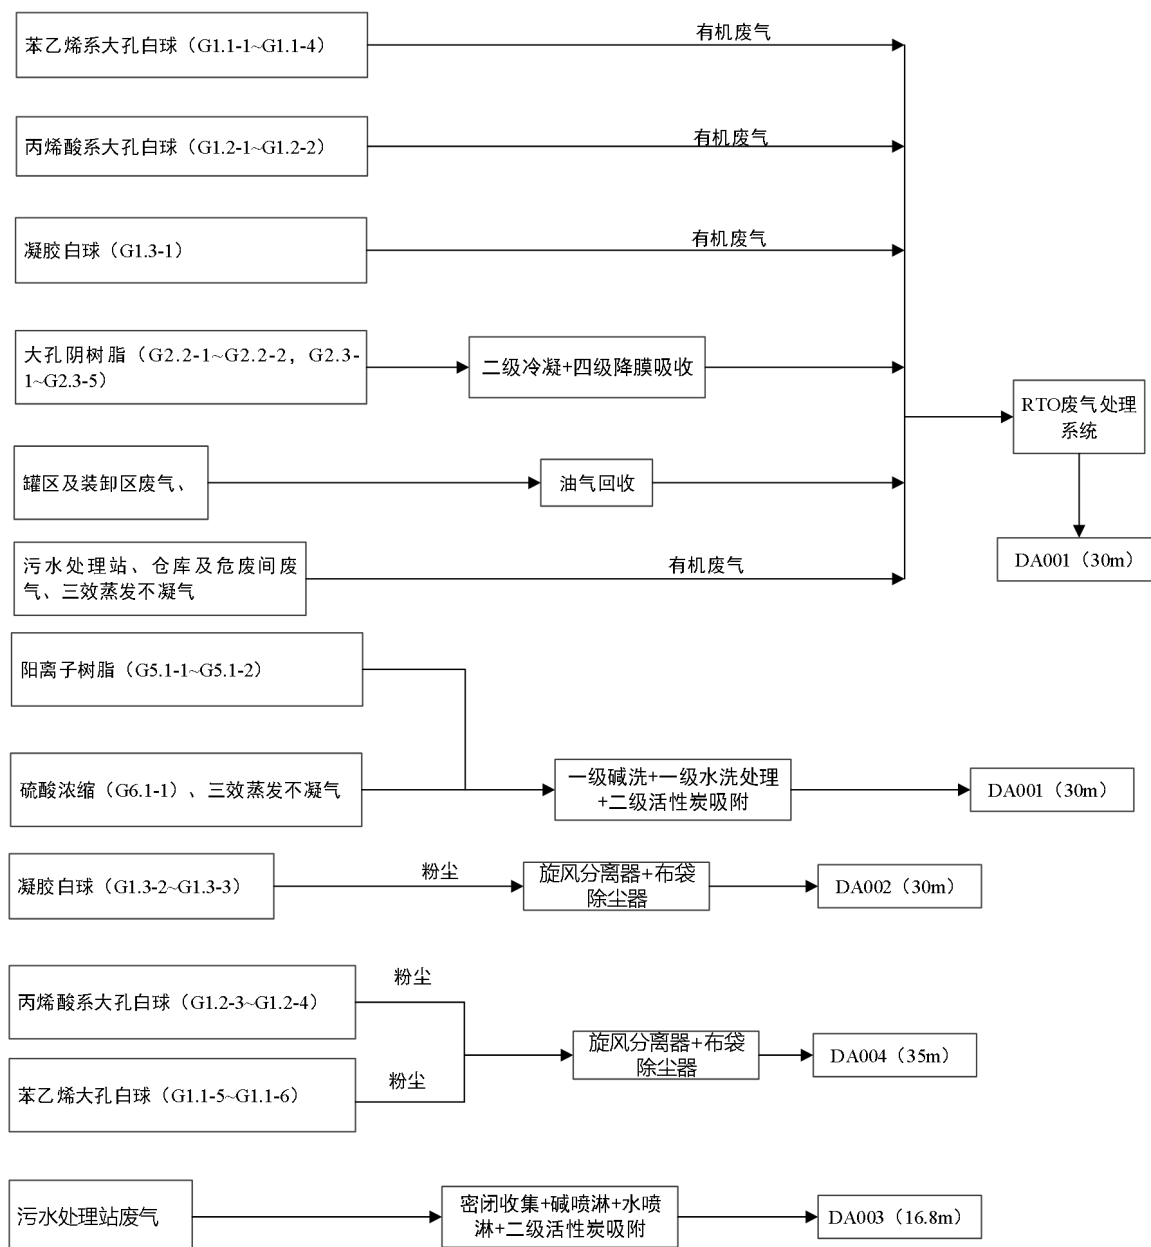 苯乙烯系大孔白球（G1.1-1~G1.1-4）
有机废气
丙烯酸系大孔白球（G1.2-1~G1.2-2）
有机废气
凝胶白球（G1.3-1）
有机废气
大孔阴树脂（G2.2-1~G2.2-2，G2.3-
1~G2.3-5）
二级冷凝+四级降膜吸收
RTO废气处理
系统
罐区及装卸区废气、
油气回收
DA001（30m）
污水处理站、仓库及危废间废
气、三效蒸发不凝气
有机废气
阳离子树脂（G5.1-1~G5.1-2）
硫酸浓缩（G6.1-1）、三效蒸发不凝气
一级碱洗+一级水洗处理
+二级活性炭吸附
DA001（30m）
凝胶白球（G1.3-2~G1.3-3）
粉尘
旋风分离器+布袋
除尘器
DA002（30m）
丙烯酸系大孔白球（G1.2-3~G1.2-4）
粉尘
苯乙烯大孔白球（G1.1-5~G1.1-6）
粉尘
旋风分离器+布袋
除尘器
DA004（35m）
污水处理站废气
密闭收集+碱喷淋+水喷
淋+二级活性炭吸附
DA003（16.8m）